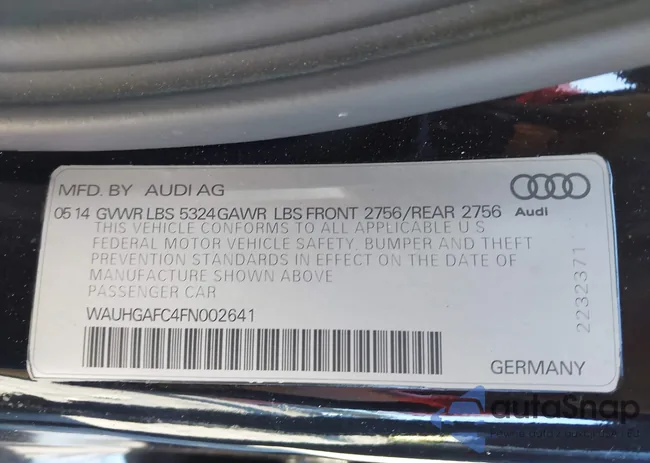 MFD. BY AUDI AG
05 14 GVWR LBS 5324 GAWR LBS FRONT 2756/REAR 2756
Audi
THIS VEHICLE CONFORMS TO ALL APPLICABLE U S
FEDERAL MOTOR VEHICLE SAFETY, BUMPER AND THEFT
PREVENTION STANDARDS IN EFFECT ON THE DATE OF
MANUFACTURE SHOWN ABOVE
PASSENGER CAR
2232371
WAUHGAFC4FN002641
GERMANY
autoSnap